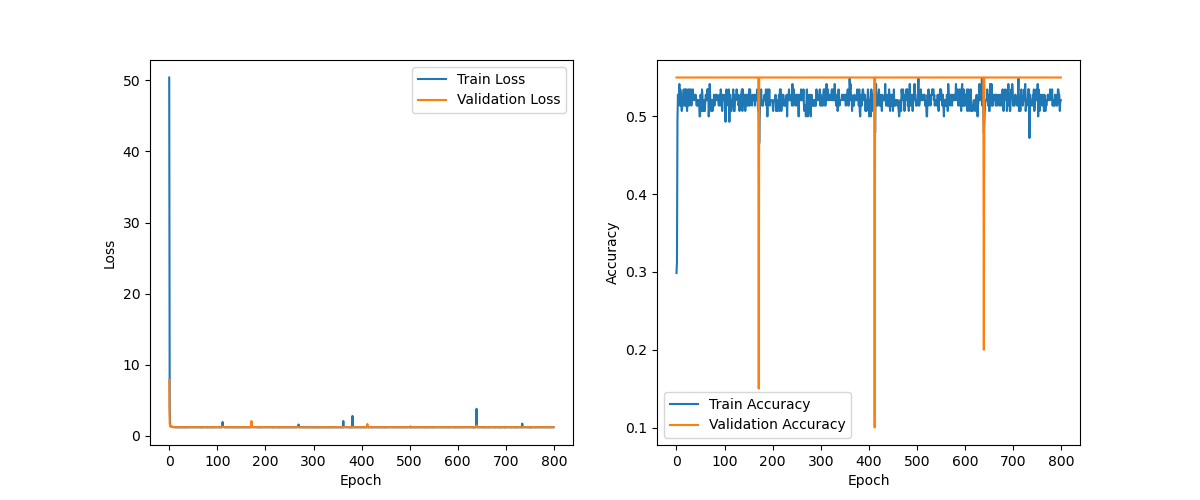 Train Loss
Validation Loss
50
40
30
20
10
0
Loss
0 100 200 300 400 500 600 700 800
Epoch
0.5
0.4
0.3
0.2
0.1
Accuracy
Train Accuracy
Validation Accuracy
0 100 200 300 400 500 600 700 800
Epoch